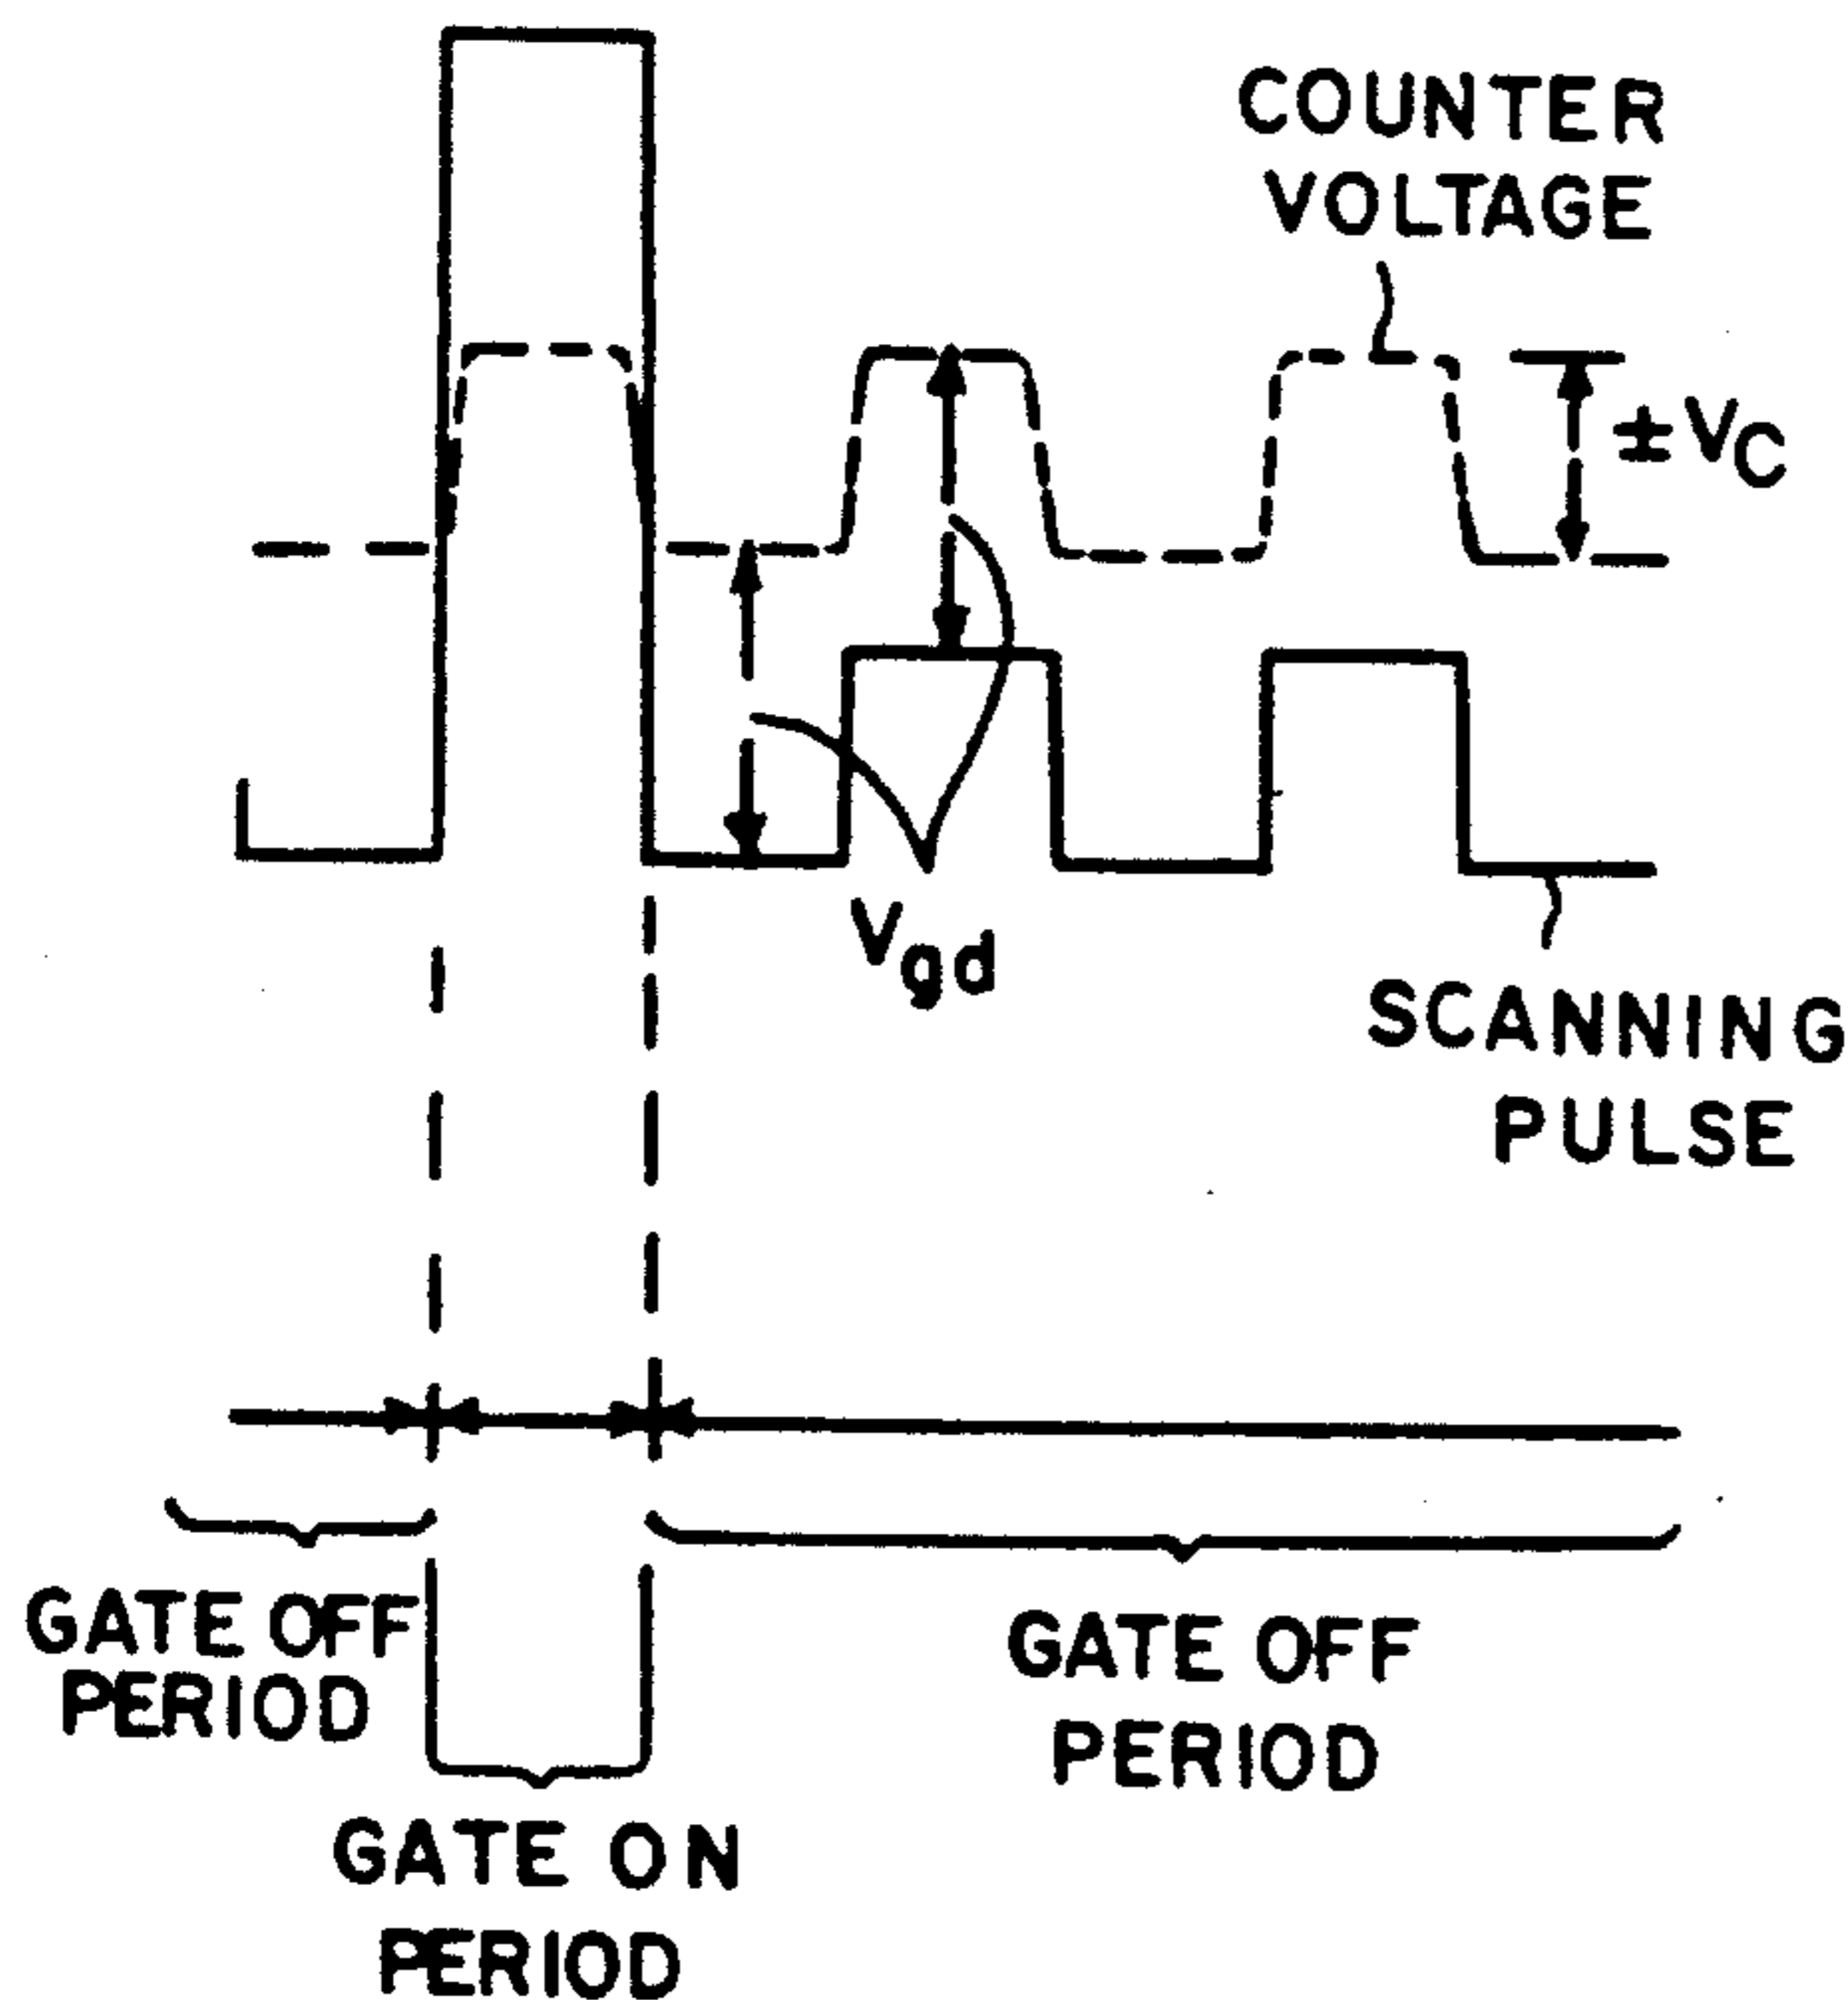 COUNTER
VOLTAGE
±VC
Vgd
SCANNING
PULSE
GATE OFF
PERIOD
GATE OFF
PERIOD
GATE ON
PERIOD